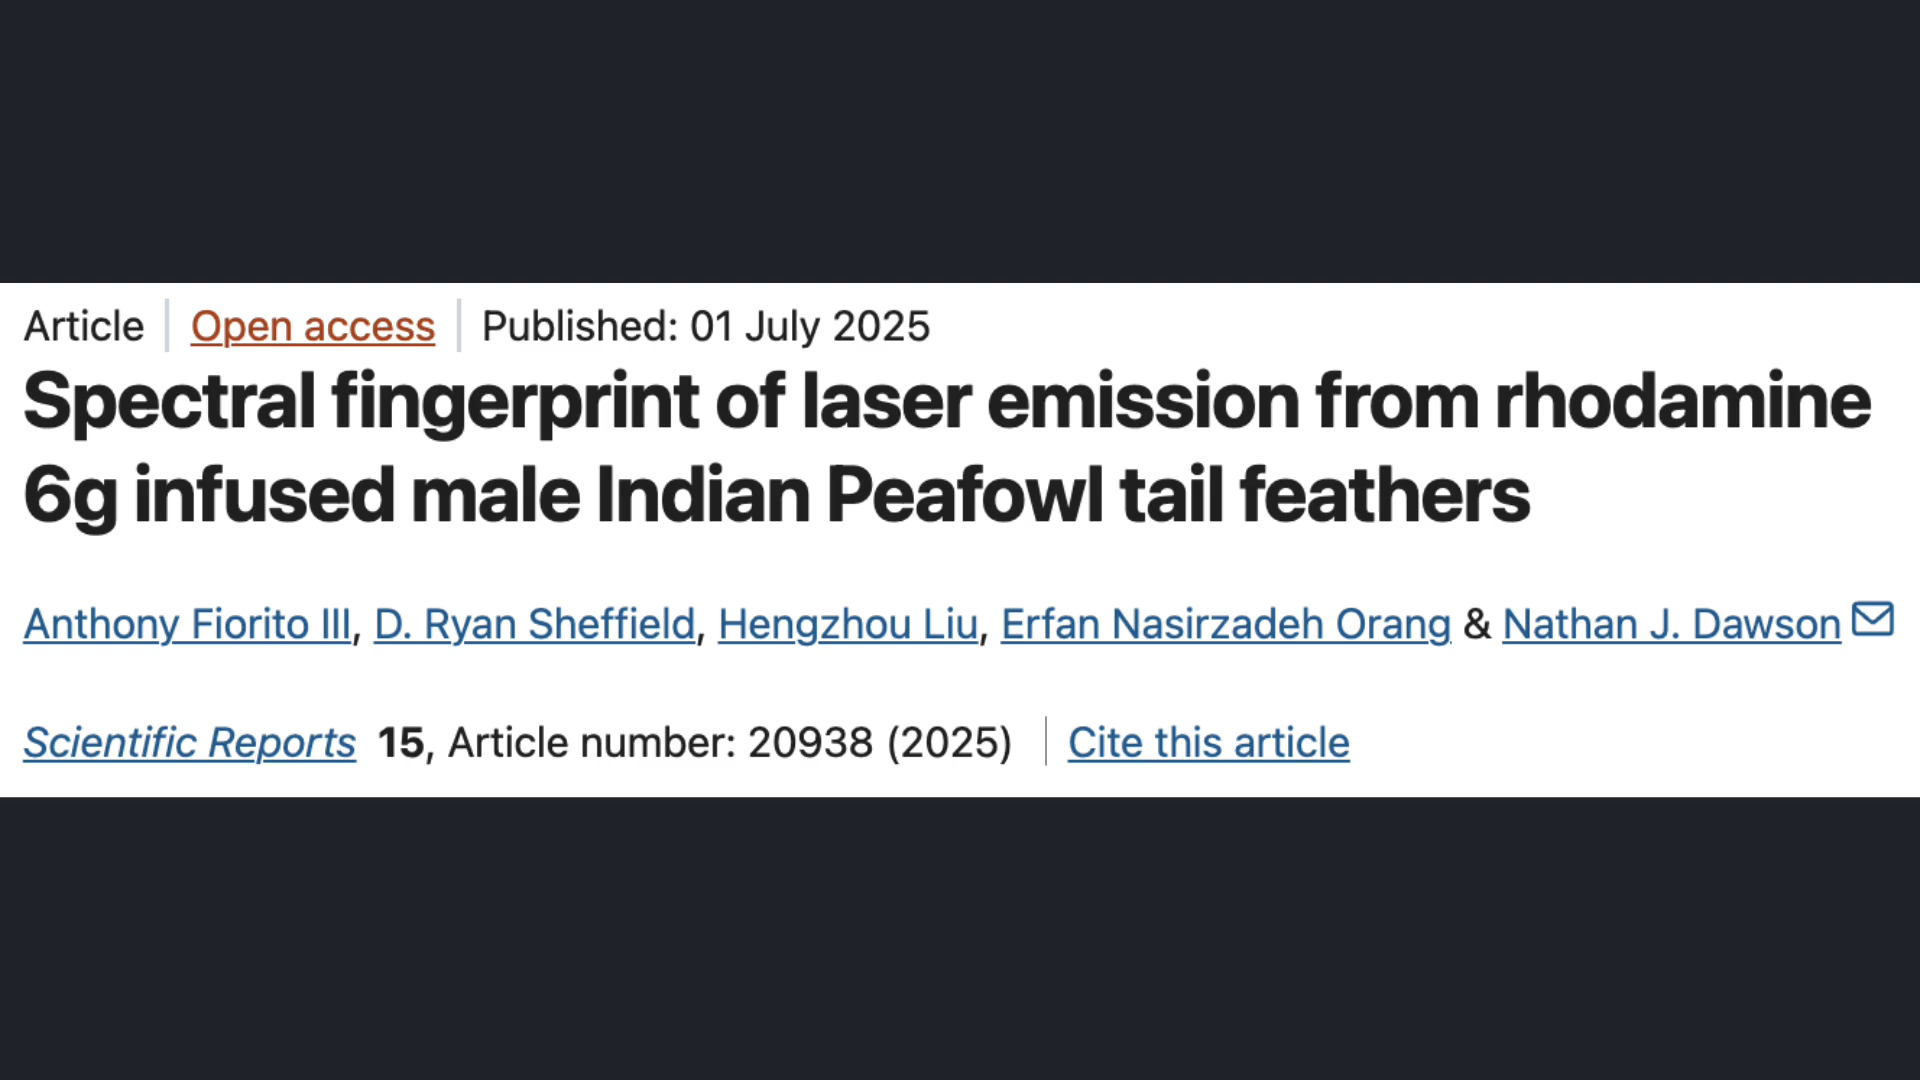 Article | Open access | Published: 01 July 2025
Spectral fingerprint of laser emission from rhodamine
6g infused male Indian Peafowl tail feathers
Anthony Fiorito III, D. Ryan Sheffield, Hengzhou Liu, Erfan Nasirzadeh Orang & Nathan J. Dawson
Scientific Reports 15, Article number: 20938 (2025) | Cite this article